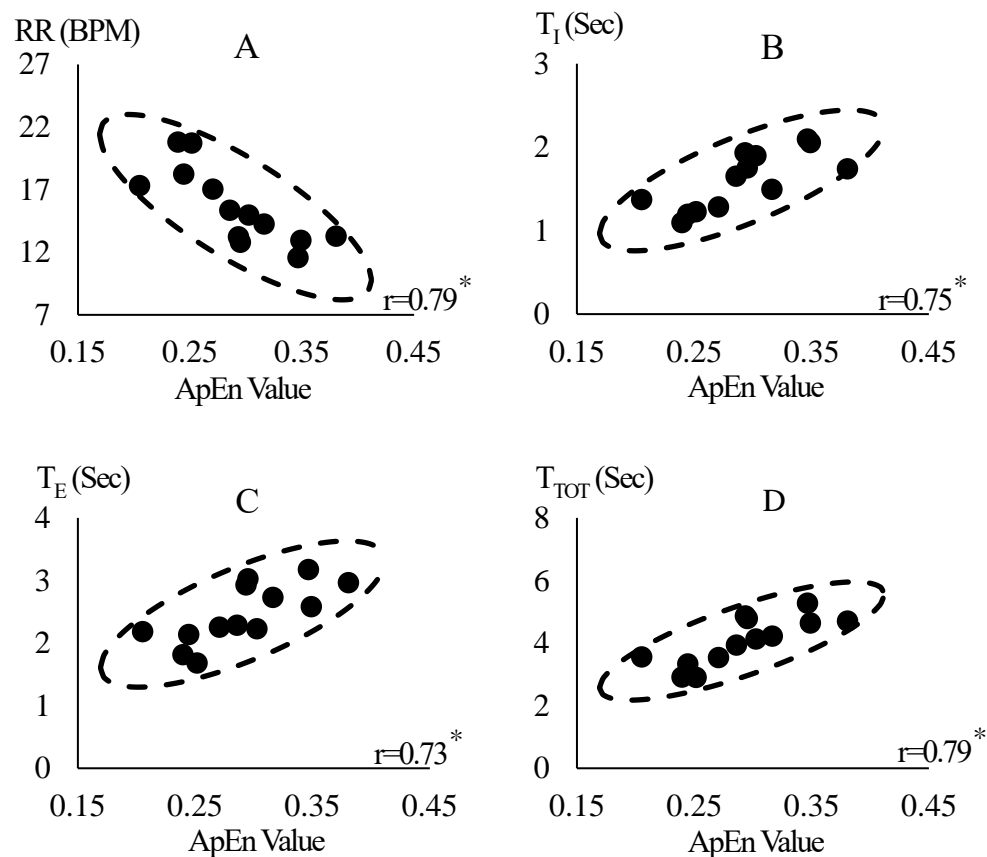 RR (BPM)
A
27
22
17
12
7
r=0.79*
0.15 0.25 0.35 0.45
ApEn Value
T_I (Sec)
B
3
2
1
0
r=0.75*
0.15 0.25 0.35 0.45
ApEn Value
T_E (Sec)
C
4
3
2
1
0
r=0.73*
0.15 0.25 0.35 0.45
ApEn Value
T_TOT (Sec)
D
8
6
4
2
0
r=0.79*
0.15 0.25 0.35 0.45
ApEn Value